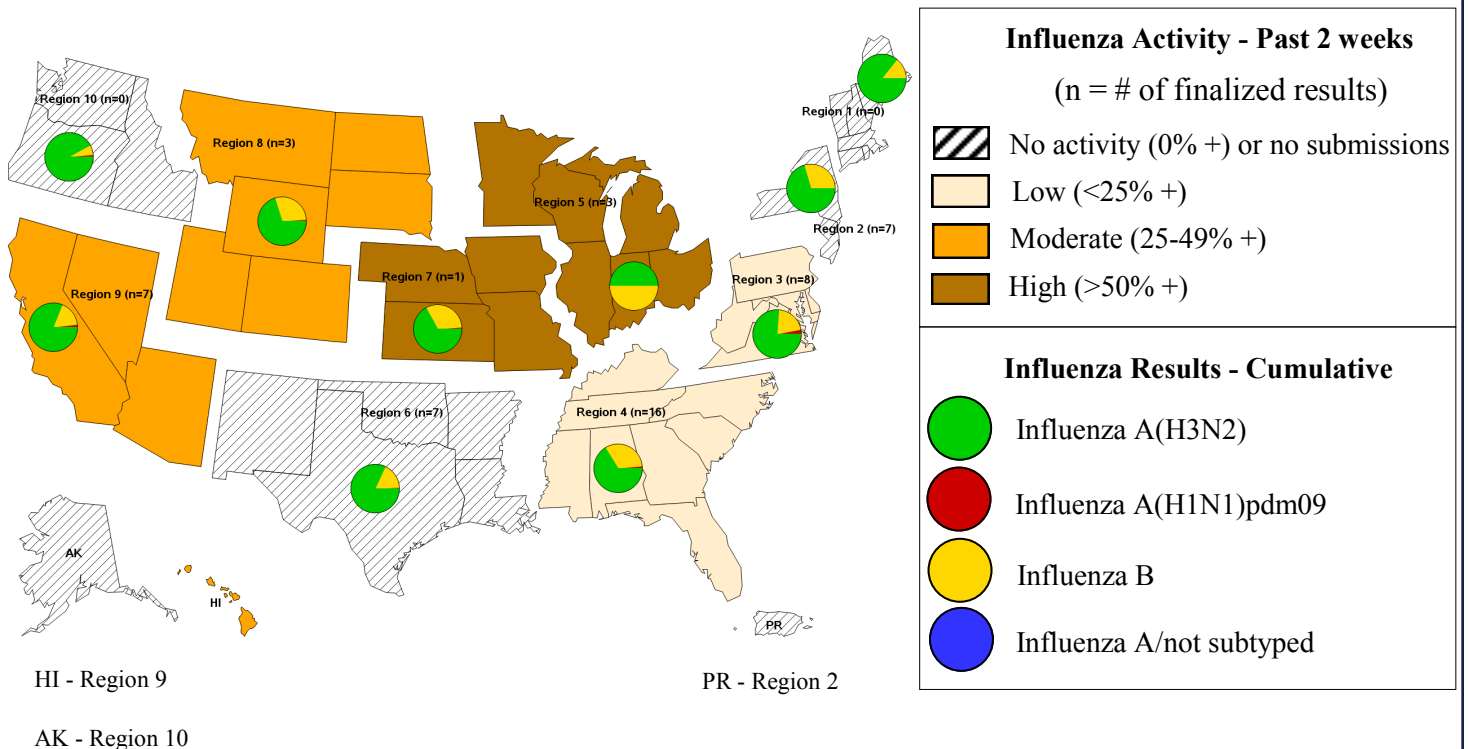 Region 10 (n=0)
Region 8 (n=3)
Region 1 (n=0)
Region 5 (n=3)
Region 2 (n=7)
Region 7 (n=1)
Region 3 (n=8)
Region 9 (n=7)
Region 6 (n=7)
Region 4 (n=16)
AK
HI
PR
HI - Region 9
PR - Region 2
AK - Region 10
Influenza Activity - Past 2 weeks
(n = # of finalized results)
No activity (0% +) or no submissions
Low (<25% +)
Moderate (25-49% +)
High (>50% +)
Influenza Results - Cumulative
Influenza A(H3N2)
Influenza A(H1N1)pdm09
Influenza B
Influenza A/not subtyped